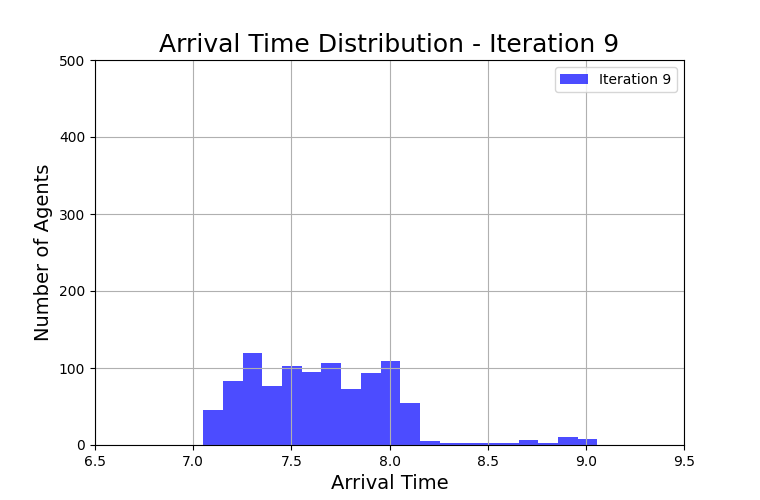 Arrival Time Distribution - Iteration 9
Iteration 9
500
400
300
200
100
0
Number of Agents
6.5 7.0 7.5 8.0 8.5 9.0 9.5
Arrival Time